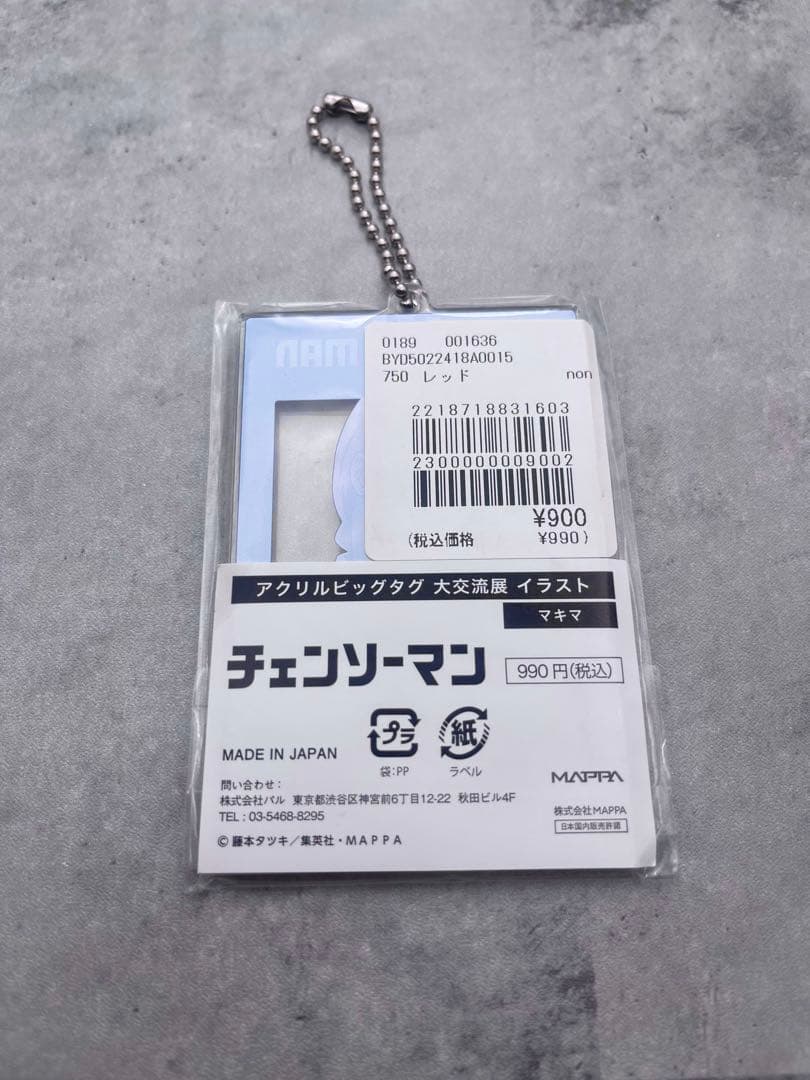 0189 001636
BYD5022418A0015
750 レッド non
2218718831603
2300000009002
¥900
(税込価格 ¥990)
アクリルビッグタグ 大交流展 イラスト
マキマ
チェンソーマン
990円(税込)
プラ
紙
袋:PP
ラベル
MADE IN JAPAN
MAPPA
問い合わせ:
株式会社パル 東京都渋谷区神宮前6丁目12-22 秋田ビル4F
TEL:03-5468-8295
株式会社MAPPA
日本国内販売許諾
©藤本タツキ/集英社・MAPPA